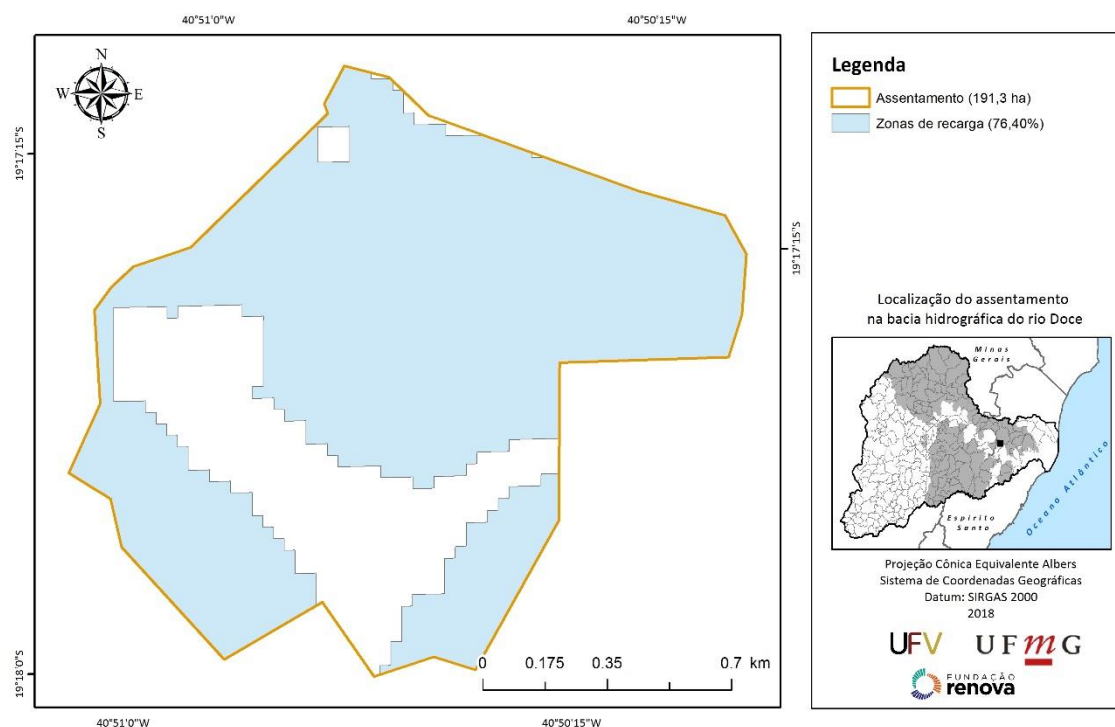 40°51'0"W
40°50'15"W
N
W
E
S
19°17'15"S
19°17'15"S
19°18'0"S
0
0.175
0.35
0.7 km
40°51'0"W
40°50'15"W
Legenda
Assentamento (191,3 ha)
Zonas de recarga (76,40%)
Localização do assentamento
na bacia hidrográfica do rio Doce
Minas
Gerais
Espírito
Santo
Oceano Atlântico
Projeção Cônica Equivalente Albers
Sistema de Coordenadas Geográficas
Datum: SIRGAS 2000
2018
UFV
UFmG
FUNDAÇÃO
renova